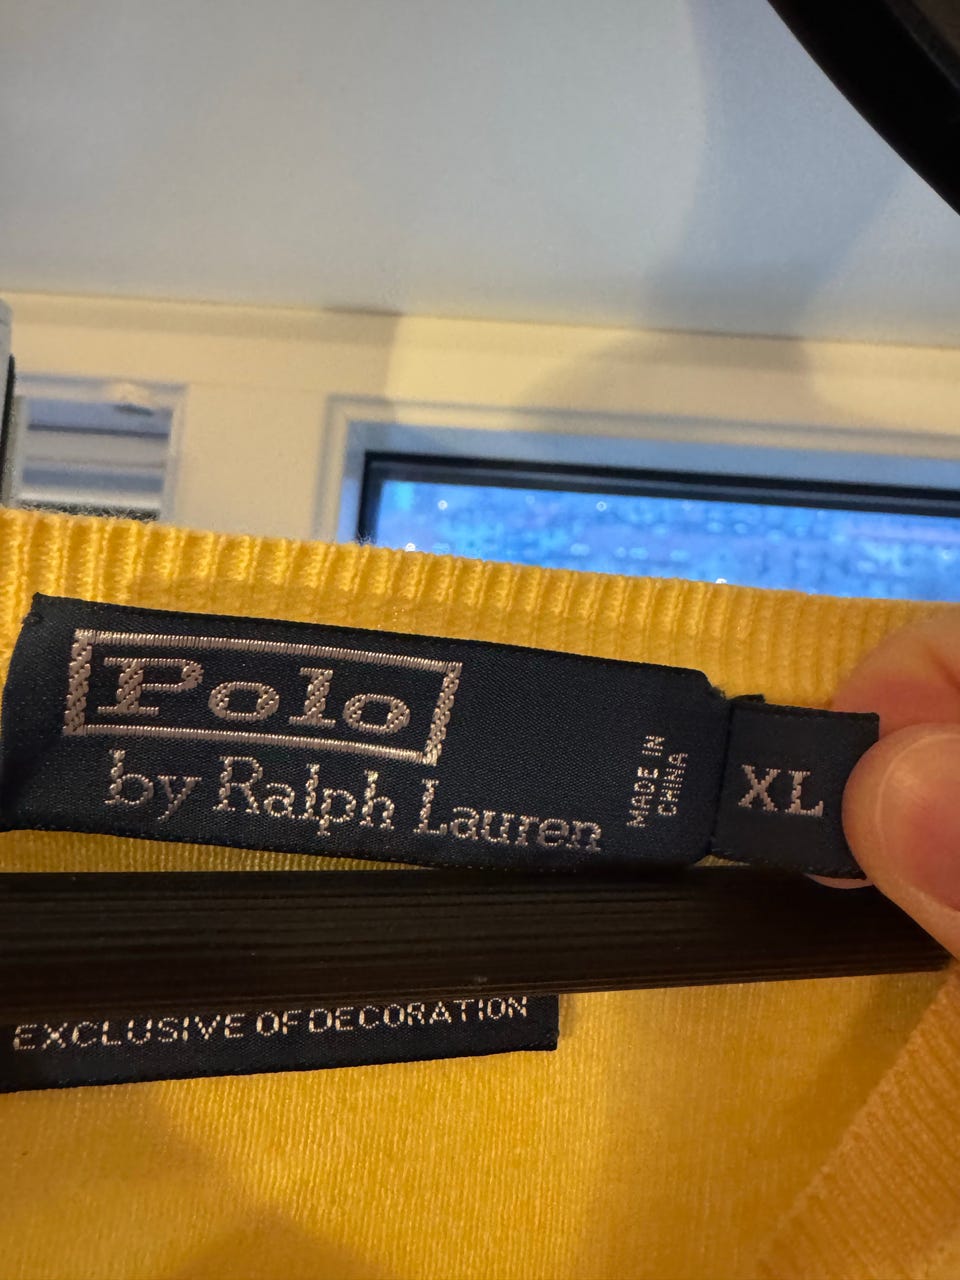 Polo
by Ralph Lauren
MADE IN
CHINA
XL
EXCLUSIVE OF DECORATION